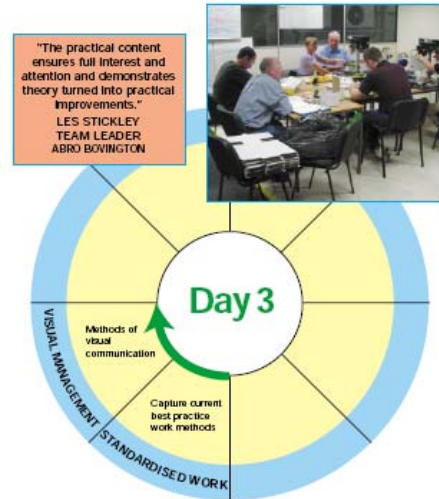 "The practical content
ensures full interest and
attention and demonstrates
theory turned into practical
improvements."
LES STICKLEY
TEAM LEADER
ABRO BOVINGTON
Day 3
Methods of
visual
communication
Capture current
best practice
work methods
VISUAL MANAGEMENT
STANDARDISED WORK